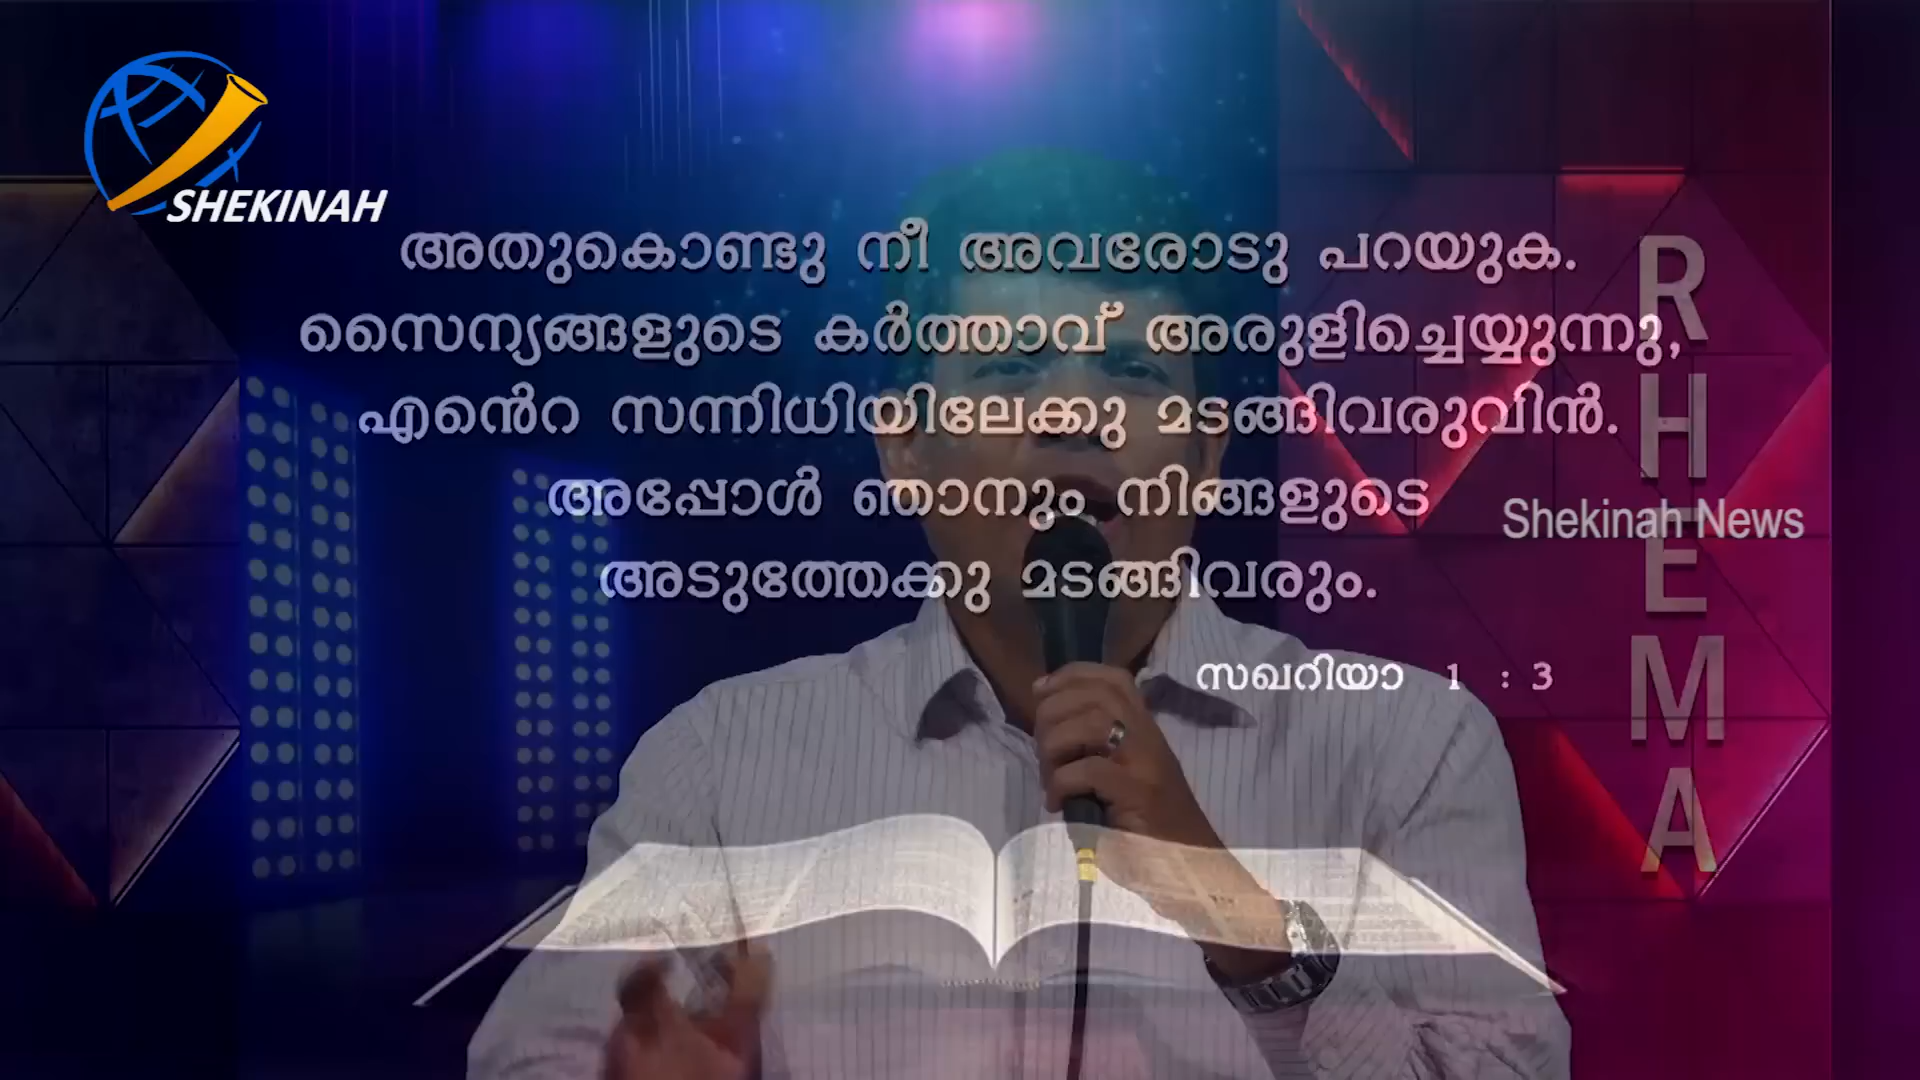 SHEKINAH
അതുകൊണ്ടു നീ അവരോടു പറയുക.
സൈന്യങ്ങളുടെ കർത്താവ് അരുളിച്ചെയ്യുന്നു,
എൻെറ സന്നിധിയിലേക്കു മടങ്ങിവരുവിൻ.
അപ്പോൾ ഞാനും നിങ്ങളുടെ
അടുത്തേക്കു മടങ്ങിവരും.
സഖറിയാ 1 : 3
Shekinah News
RHEMA